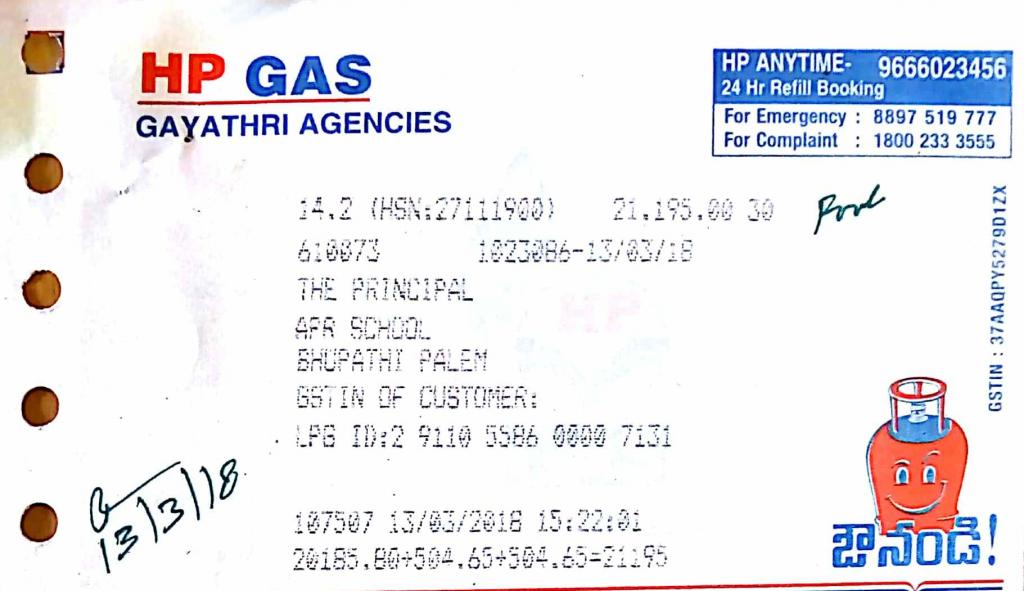 HP GAS
GAYATHRI AGENCIES
HP ANYTIME- 9666023456
24 Hr Refill Booking
For Emergency : 8897 519 777
For Complaint : 1800 233 3555
14.2 (HSN:27111900) 21,195.00 30
610873 1023086-13/03/18
THE PRINCIPAL
APR SCHOOL
BHUPATHI PALEM
GSTIN OF CUSTOMER:
LPG ID:2 9110 5586 0000 7131
GSTIN : 37AAQPY5279D1ZX
13/3/18
107507 13/03/2018 15:22:01
20185.80+504.65+504.65=21195
ఔనండి!